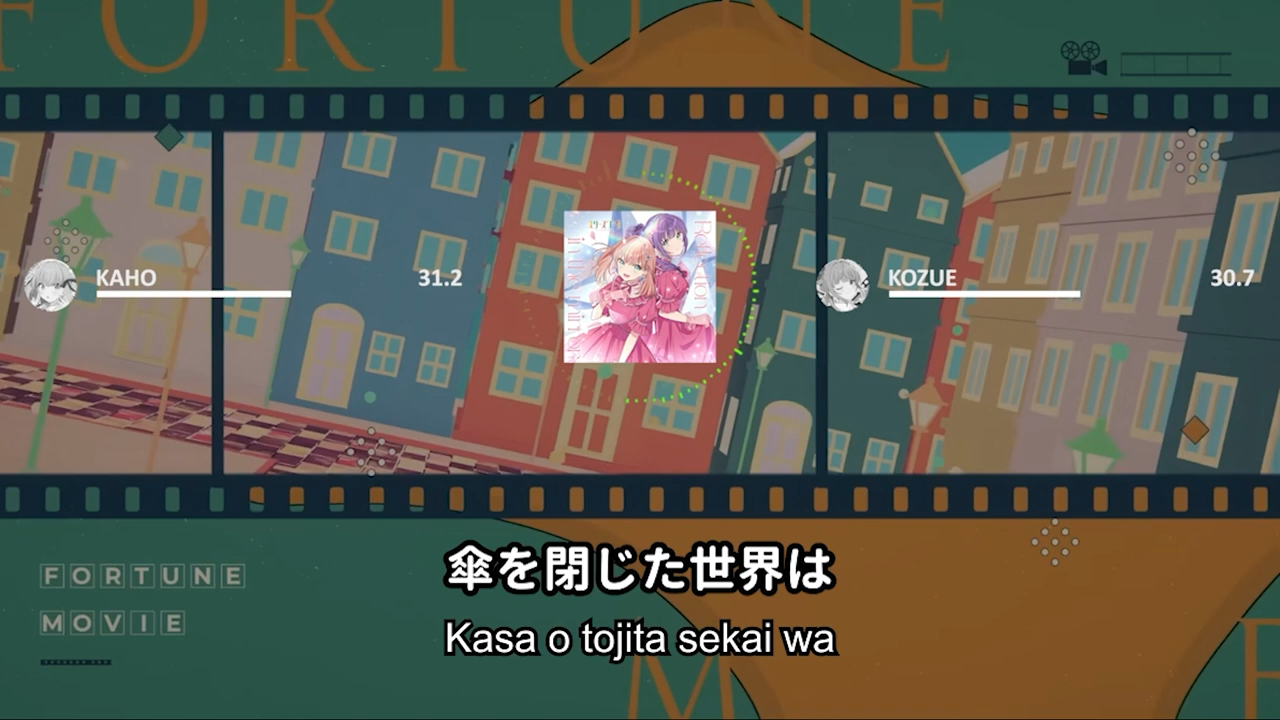 FORTUNE
KAHO
31.2
KOZUE
30.7
Reflection
FORTUNE
MOVIE
傘を閉じた世界は
Kasa o tojita sekai wa
M
E